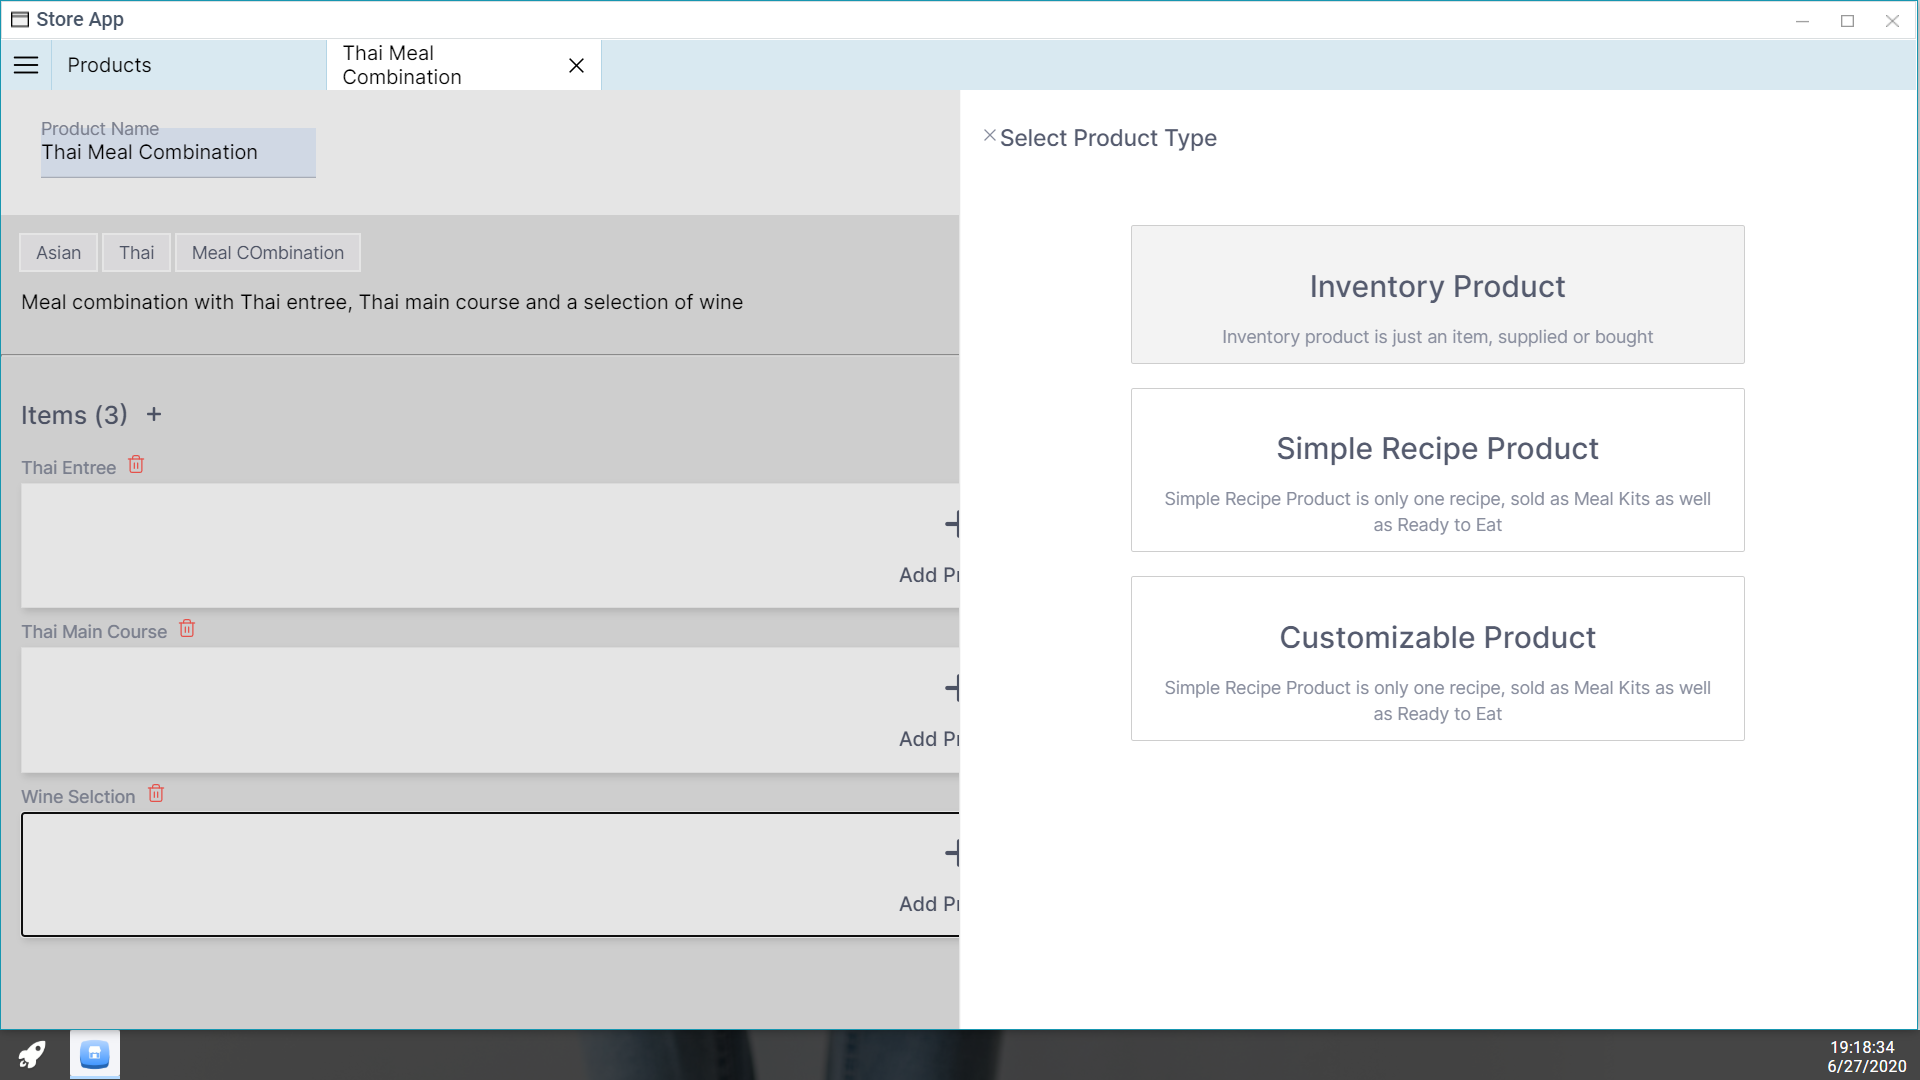 Store App
Products
Thai Meal
Combination
Product Name
Thai Meal Combination
Asian
Thai
Meal COmbination
Meal combination with Thai entree, Thai main course and a selection of wine
Items (3) +
Thai Entree
Add Pr
Thai Main Course
Add Pr
Wine Selction
Add Pr
Select Product Type
Inventory Product
Inventory product is just an item, supplied or bought
Simple Recipe Product
Simple Recipe Product is only one recipe, sold as Meal Kits as well
as Ready to Eat
Customizable Product
Simple Recipe Product is only one recipe, sold as Meal Kits as well
as Ready to Eat
19:18:34
6/27/2020